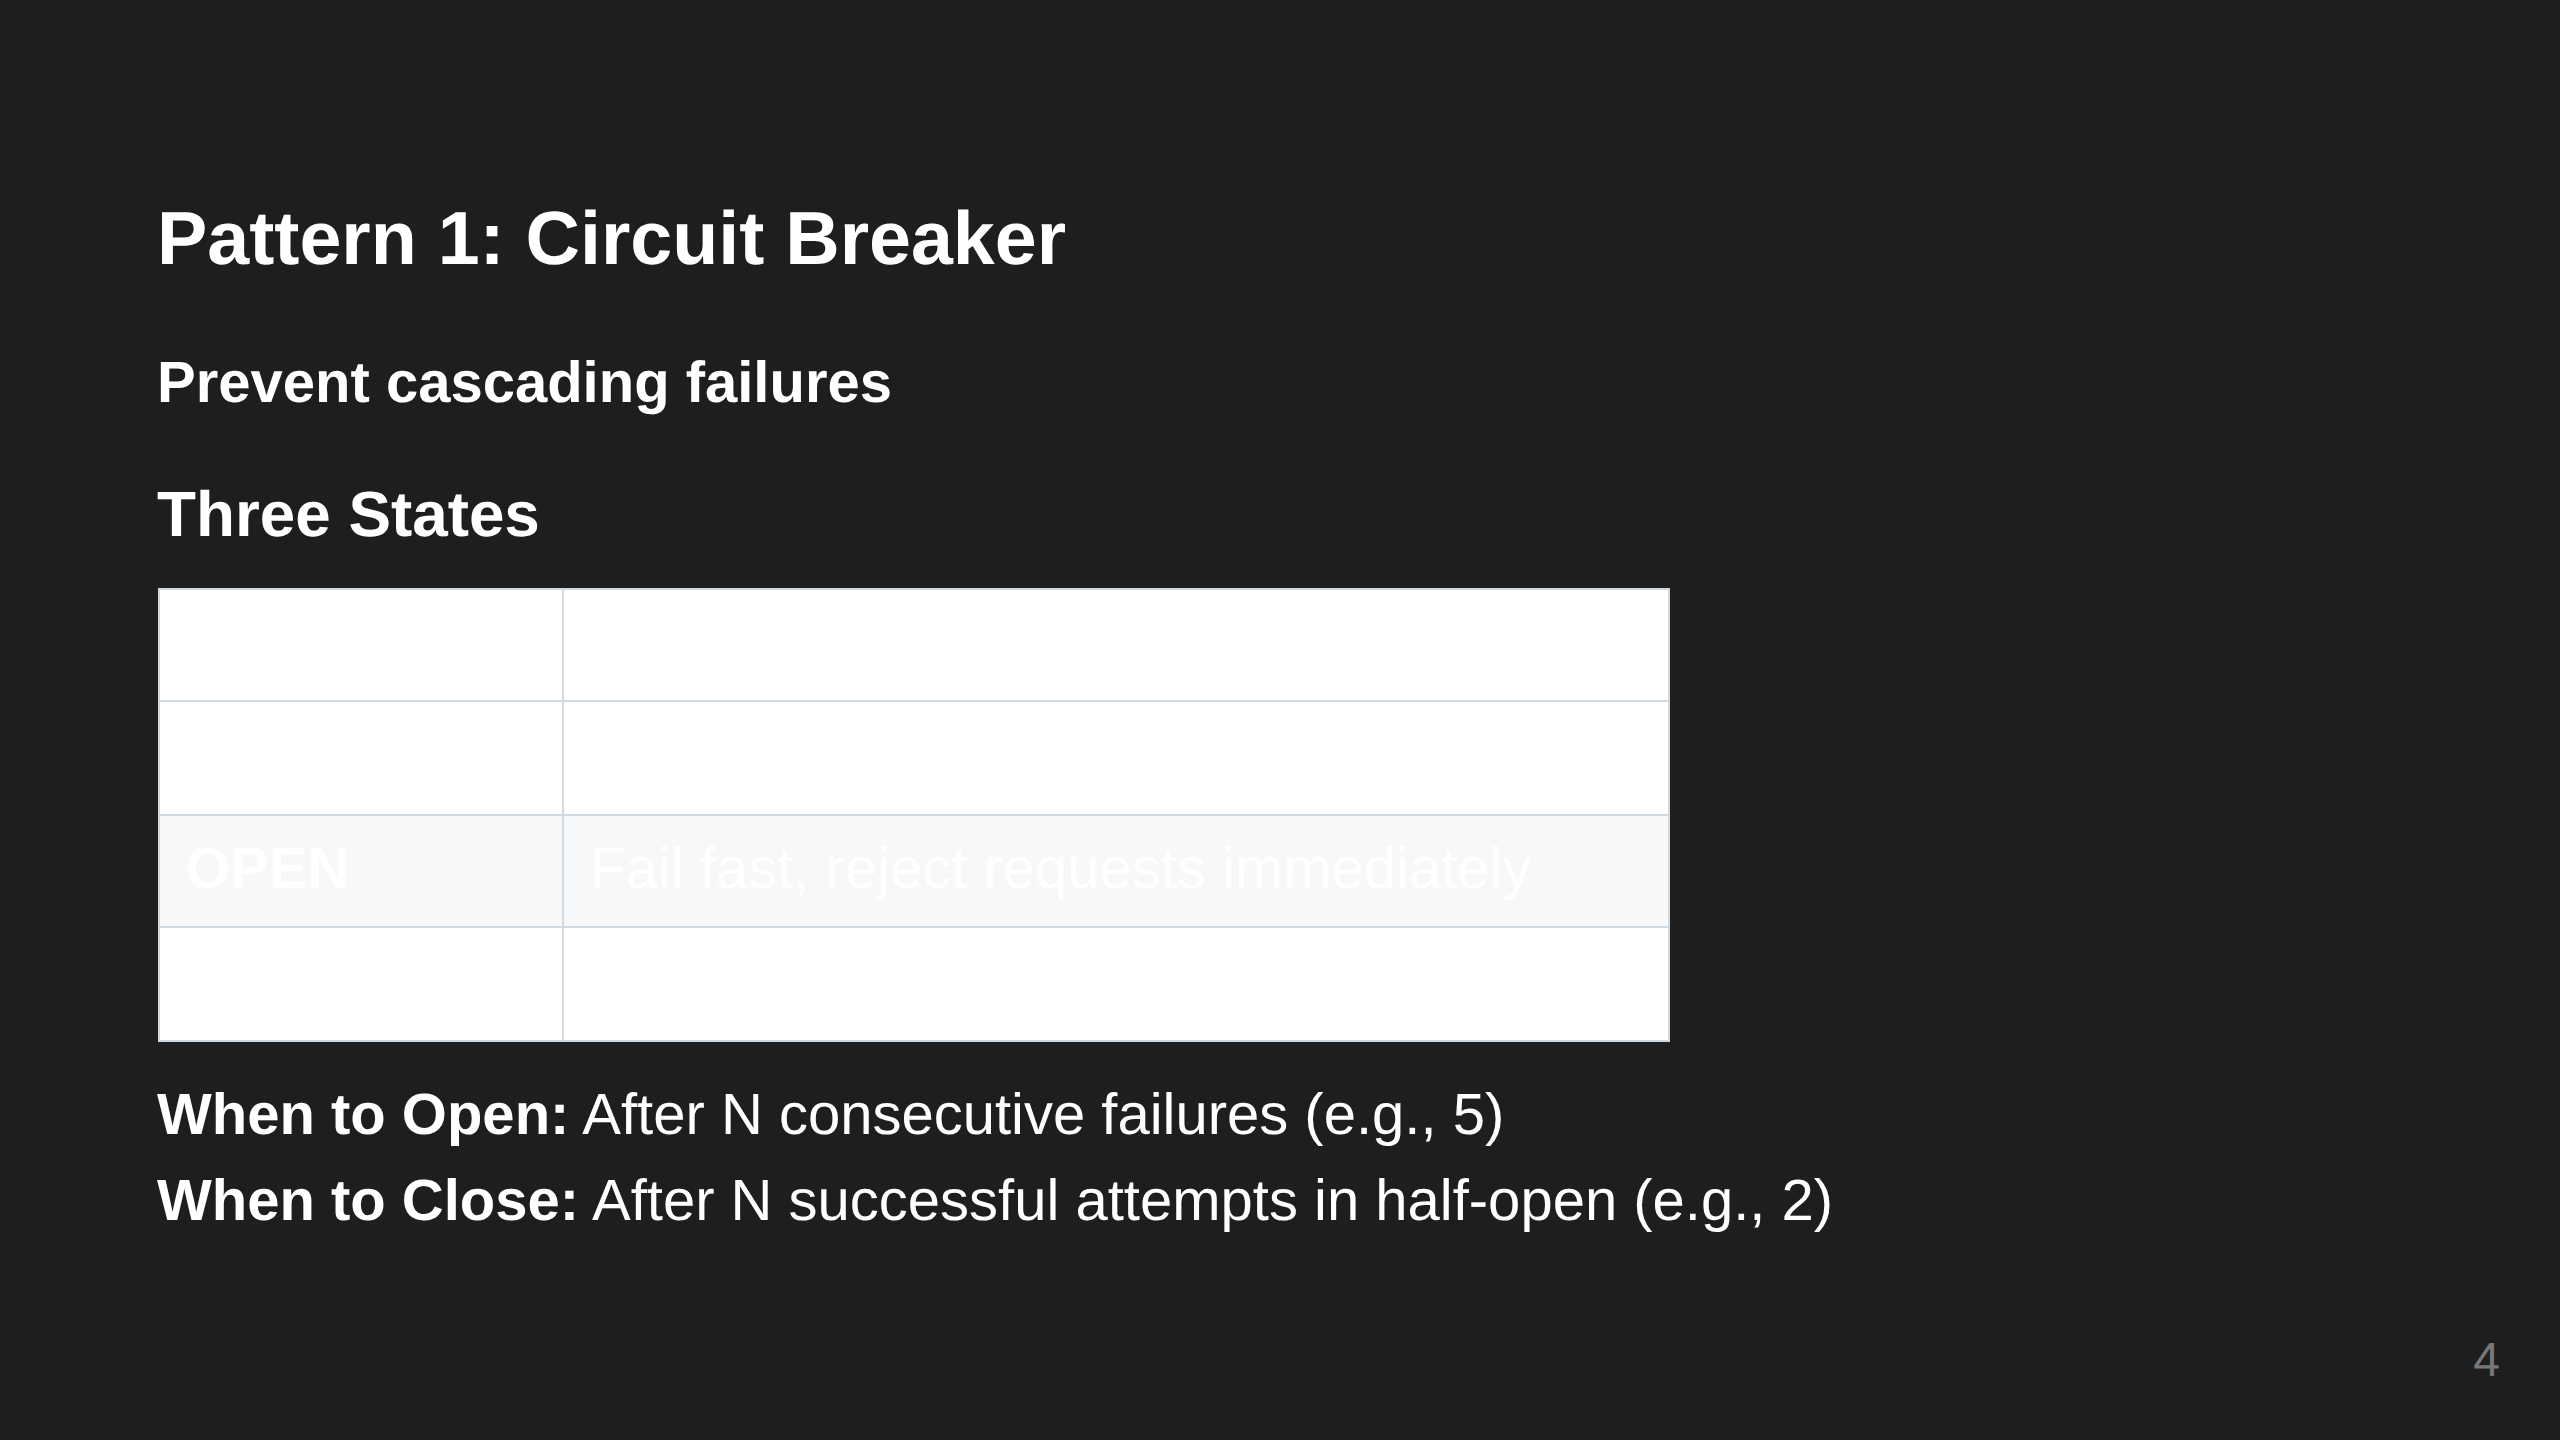 Pattern 1: Circuit Breaker
Prevent cascading failures
Three States
OPEN Fail fast, reject requests immediately
When to Open: After N consecutive failures (e.g., 5)
When to Close: After N successful attempts in half-open (e.g., 2)
4